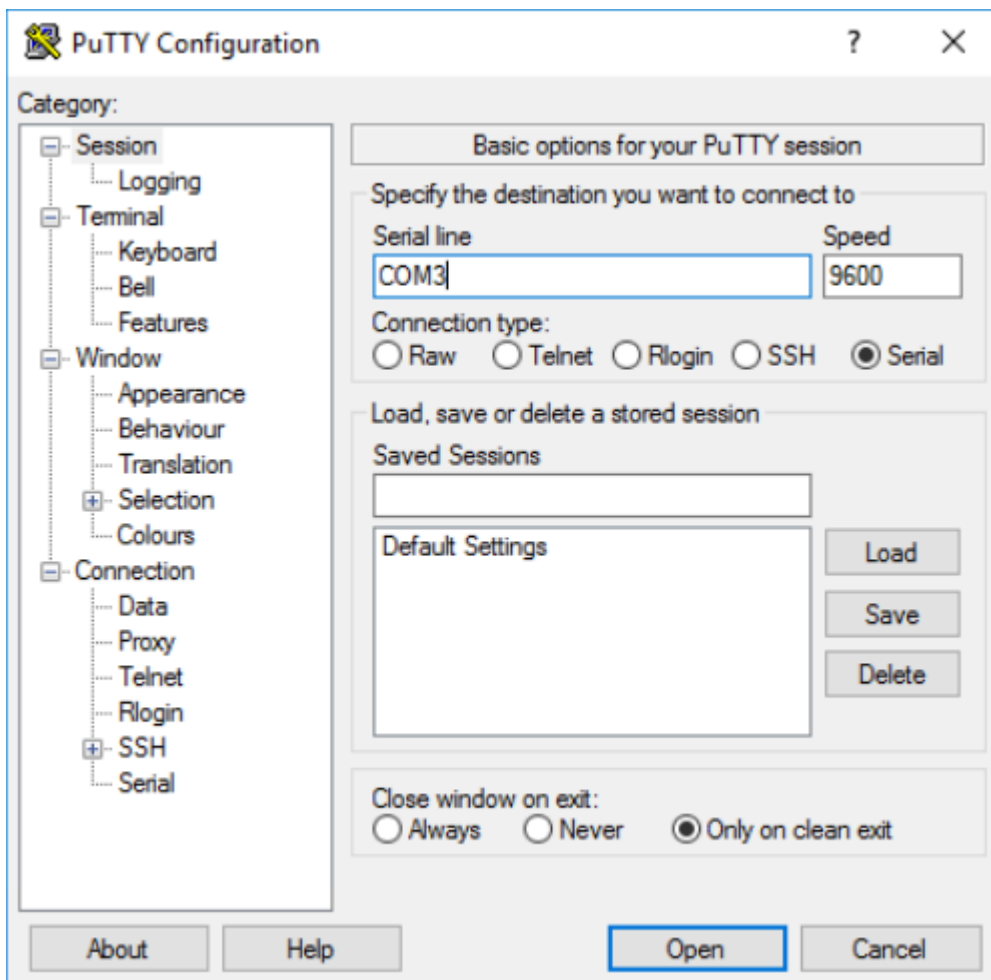 PuTTY Configuration
?
Category:
Session
Logging
Terminal
Keyboard
Bell
Features
Window
Appearance
Behaviour
Translation
Selection
Colours
Connection
Data
Proxy
Telnet
Rlogin
SSH
Serial
Basic options for your PuTTY session
Specify the destination you want to connect to
Serial line Speed
COM3 9600
Connection type:
Raw Telnet Rlogin SSH Serial
Load, save or delete a stored session
Saved Sessions
Default Settings
Load
Save
Delete
Close window on exit:
Always Never Only on clean exit
About Help Open Cancel